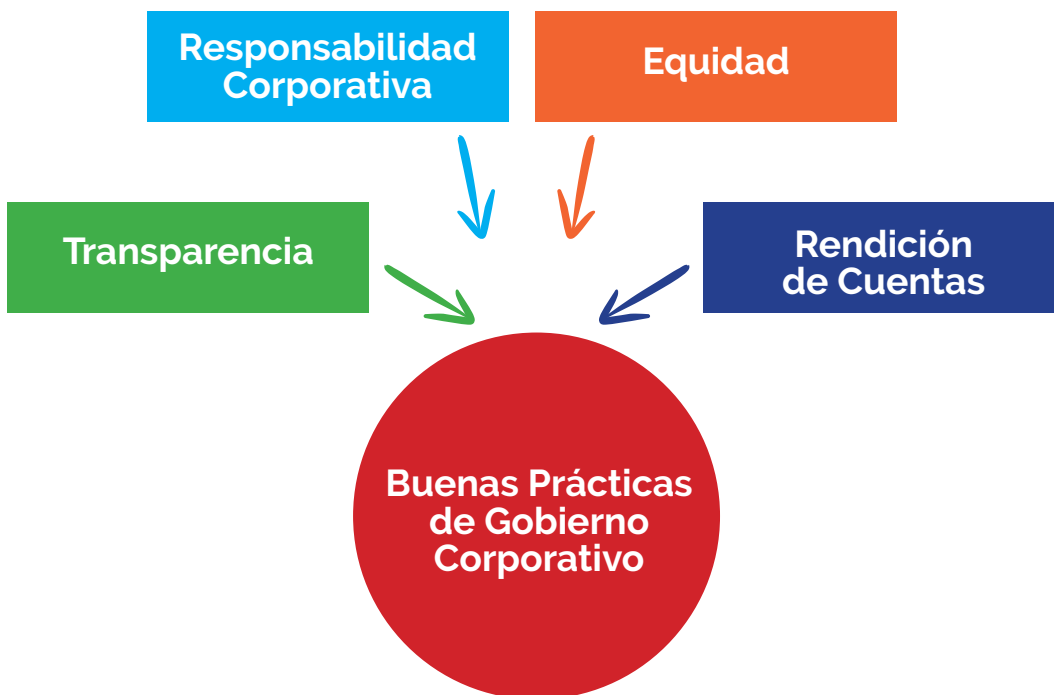 Responsabilidad
Corporativa
Equidad
Transparencia
Rendición
de Cuentas
Buenas Prácticas
de Gobierno
Corporativo